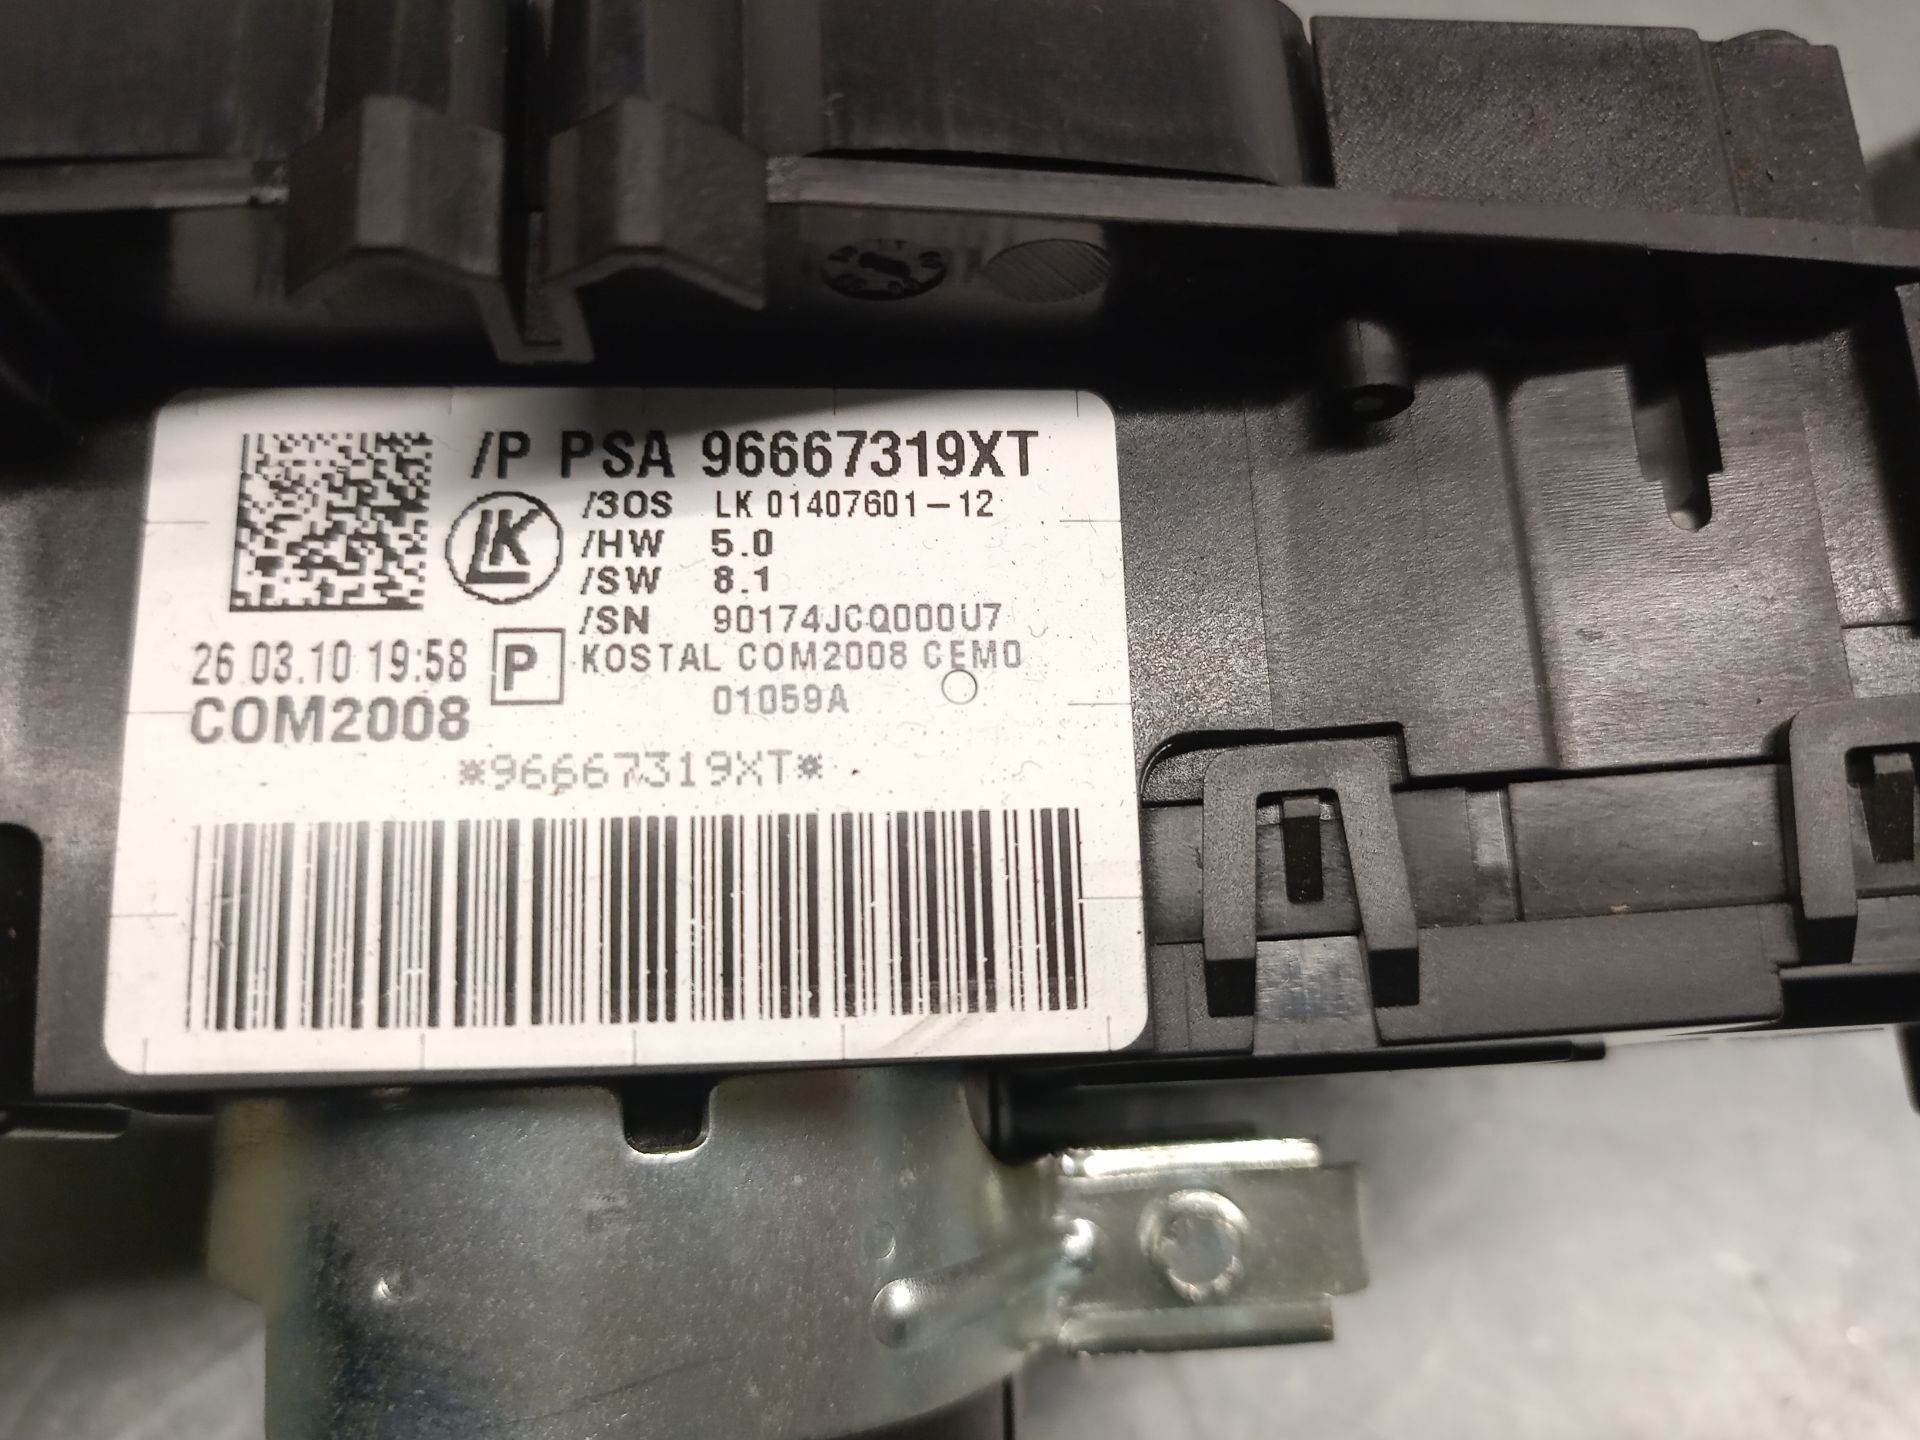 /P PSA 96667319XT
/3OS LK 01407601-12
LK
/HW 5.0
/SW 8.1
/SN 90174JCQ000U7
26.03.10 19:58 P KOSTAL COM2008 CEM0
01059A
COM2008
*96667319XT*